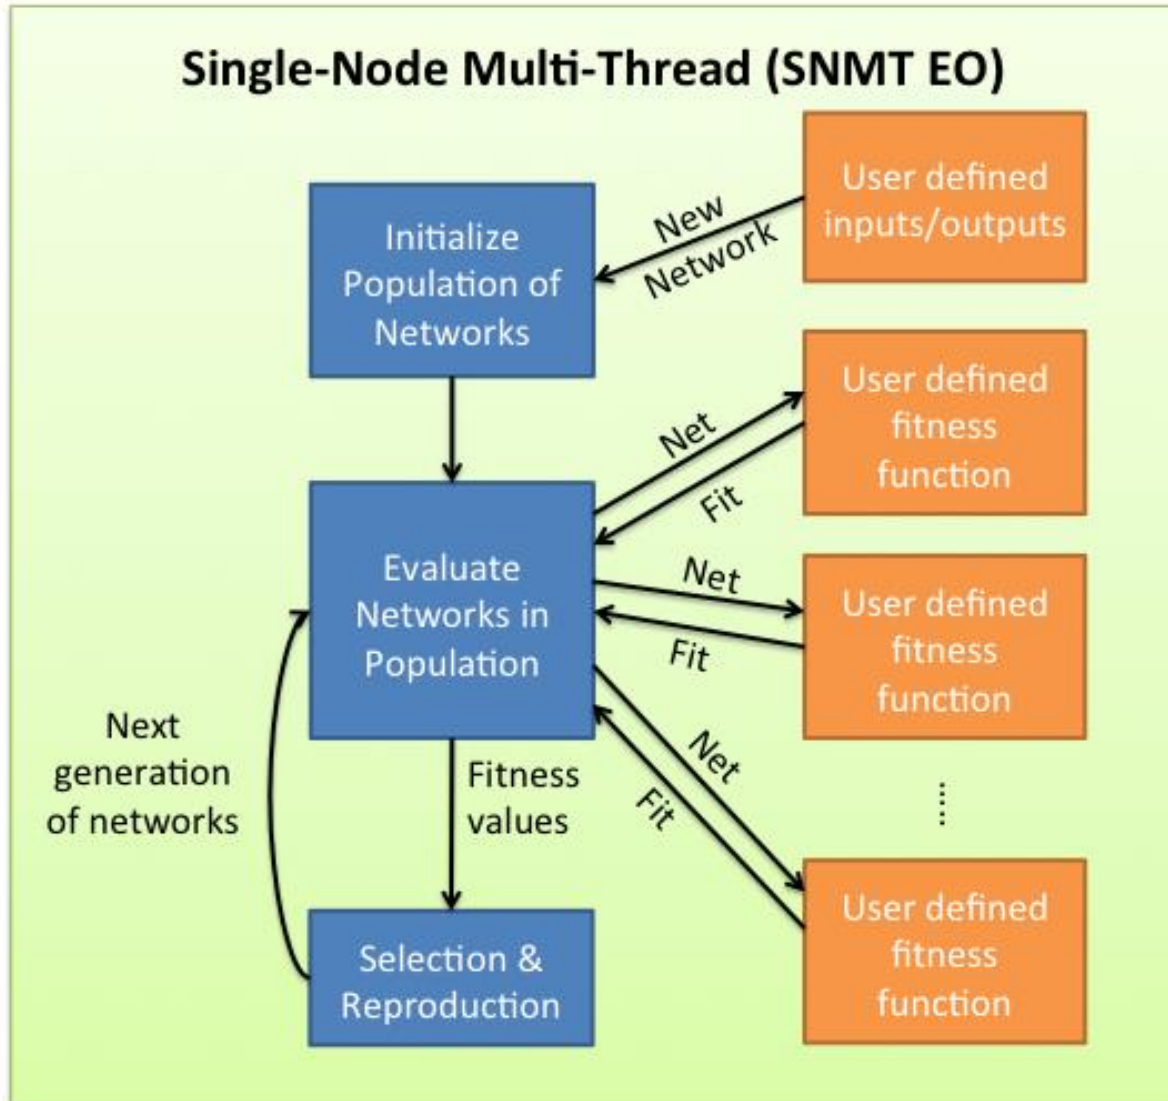 Single-Node Multi-Thread (SNMT EO)
User defined
inputs/outputs
New
Network
Initialize
Population of
Networks
User defined
fitness
function
Net
Fit
Evaluate
Networks in
Population
Net
Fit
User defined
fitness
function
Net
Fit
Next
generation
of networks
Fitness
values
User defined
fitness
function
Selection &
Reproduction